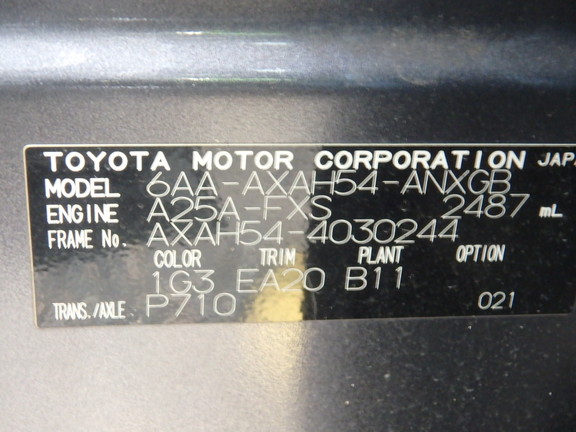 TOYOTA MOTOR CORPORATION JAPA
MODEL 6AA-AXAH54-ANXGB
ENGINE A25A-FXS 2487 mL
FRAME No. AXAH54-4030244
COLOR TRIM PLANT OPTION
1G3 EA20 B11
TRANS./AXLE P710 021